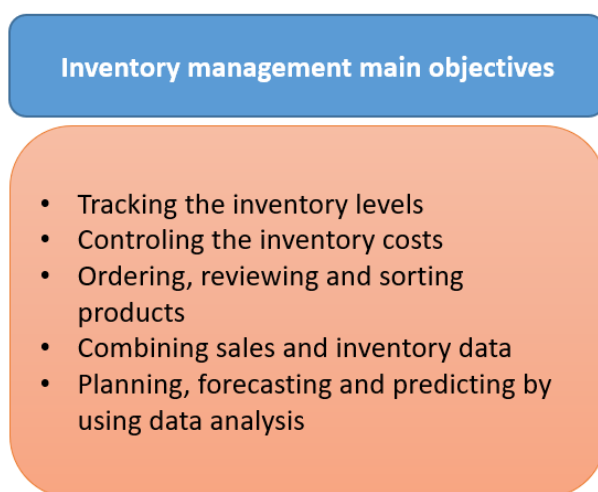 Inventory management main objectives
• Tracking the inventory levels
• Controling the inventory costs
• Ordering, reviewing and sorting
products
• Combining sales and inventory data
• Planning, forecasting and predicting by
using data analysis